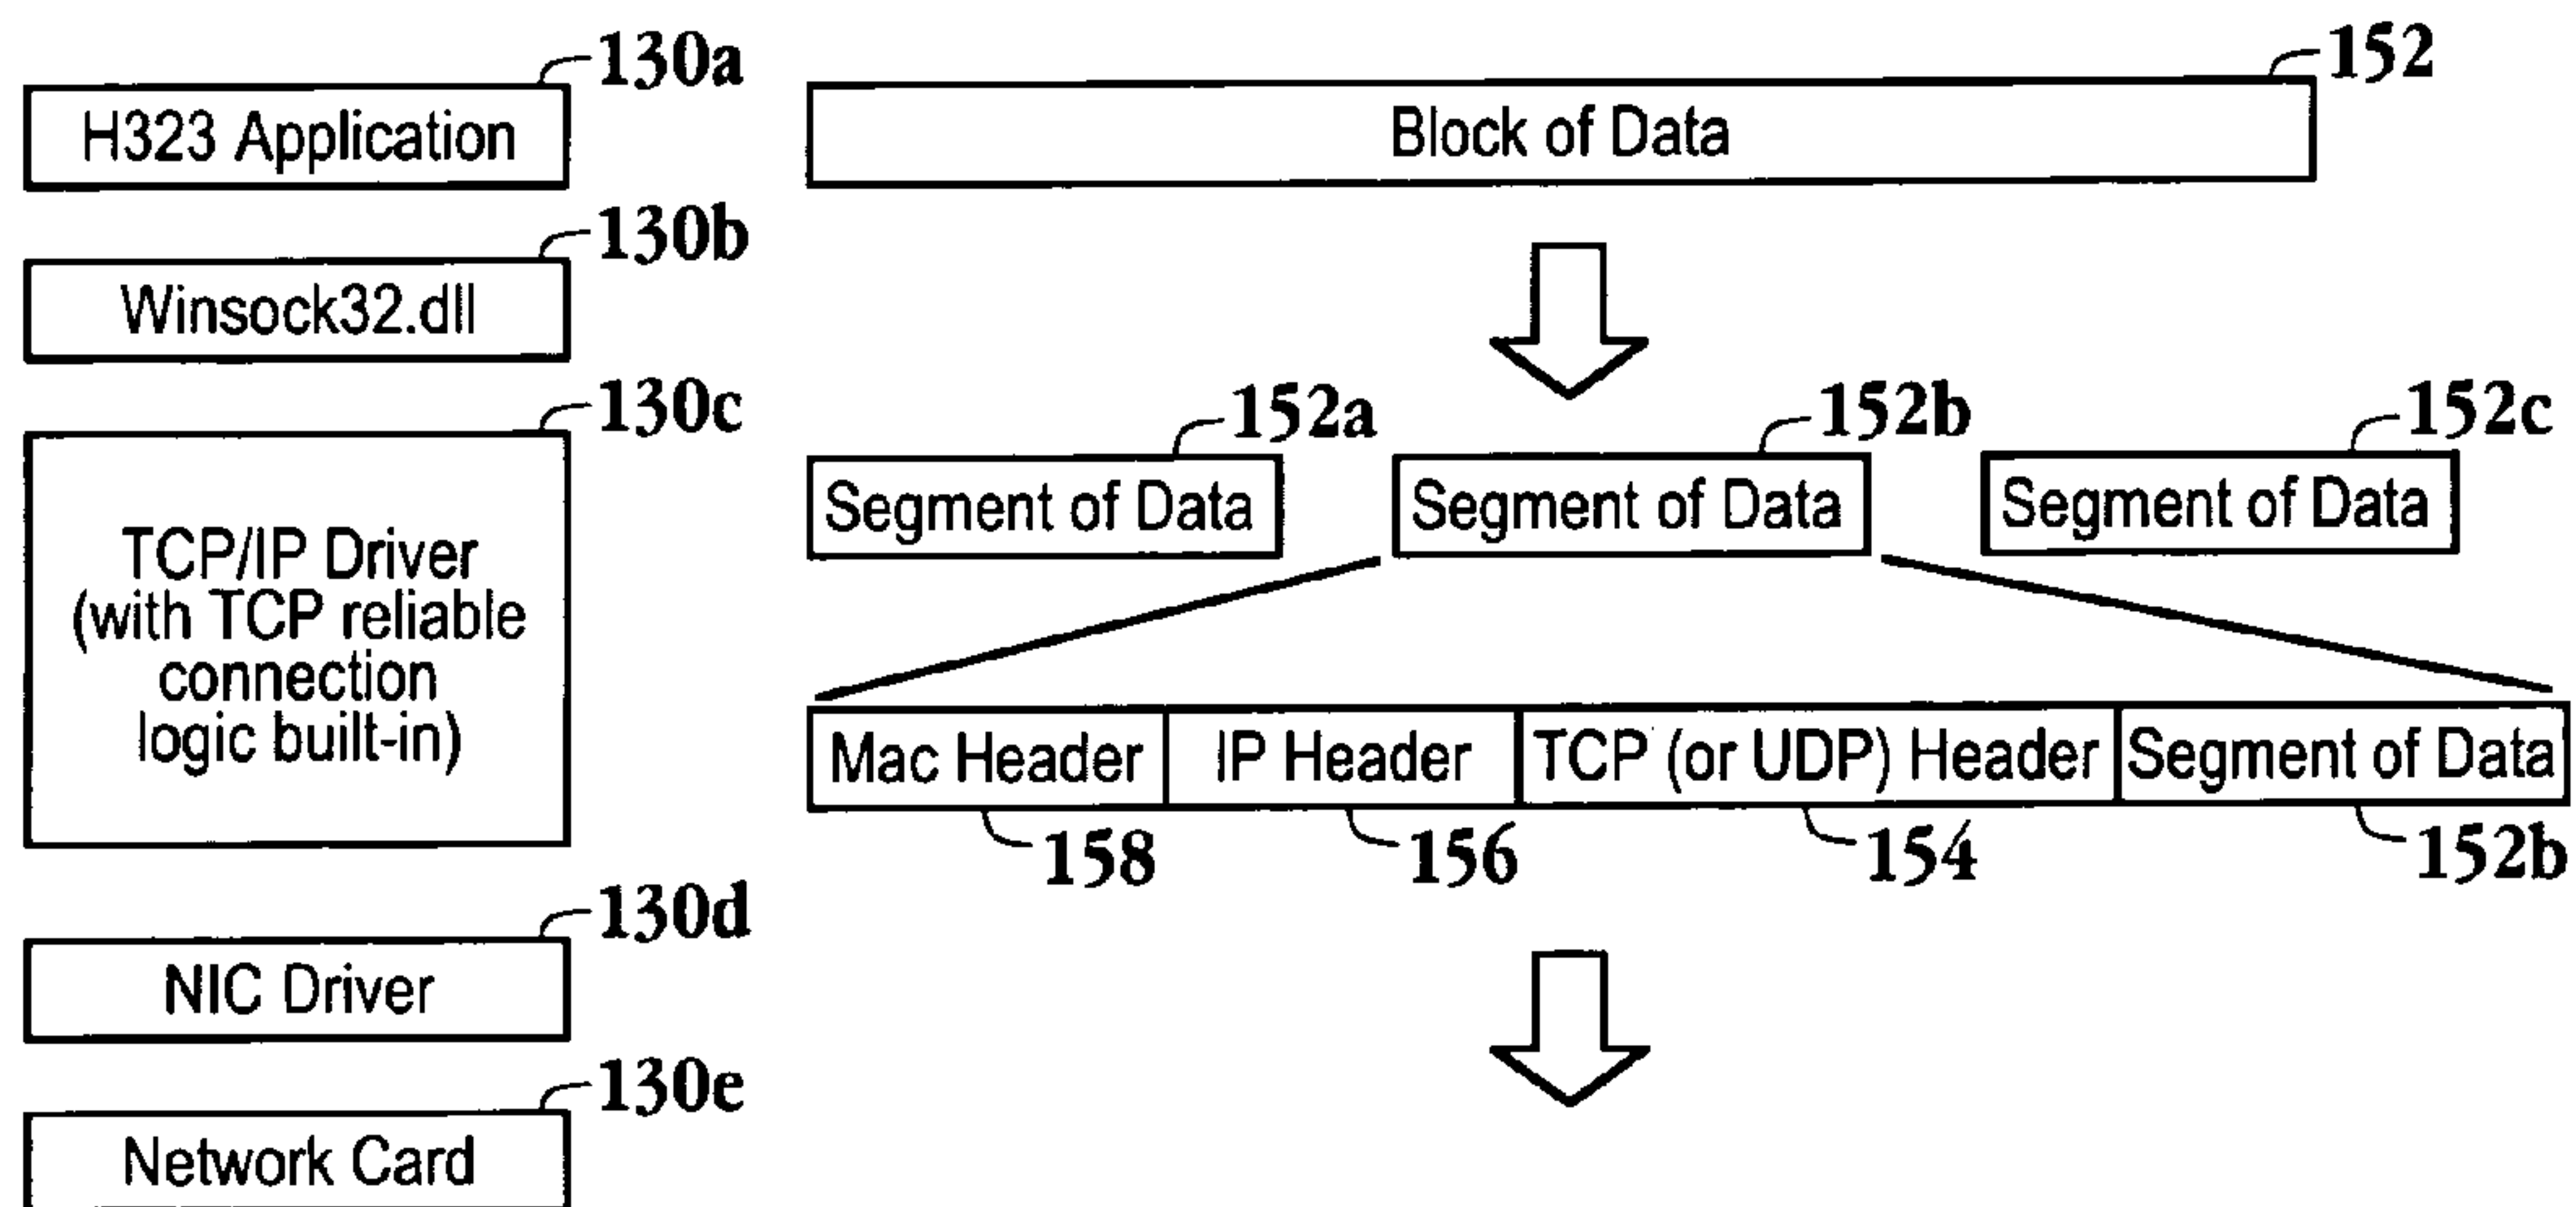 130a
H323 Application
152
Block of Data
130b
Winsock32.dll
130c
TCP/IP Driver
(with TCP reliable
connection
logic built-in)
152a
Segment of Data
152b
Segment of Data
152c
Segment of Data
Mac Header
IP Header
TCP (or UDP) Header
Segment of Data
158
156
154
152b
130d
NIC Driver
130e
Network Card